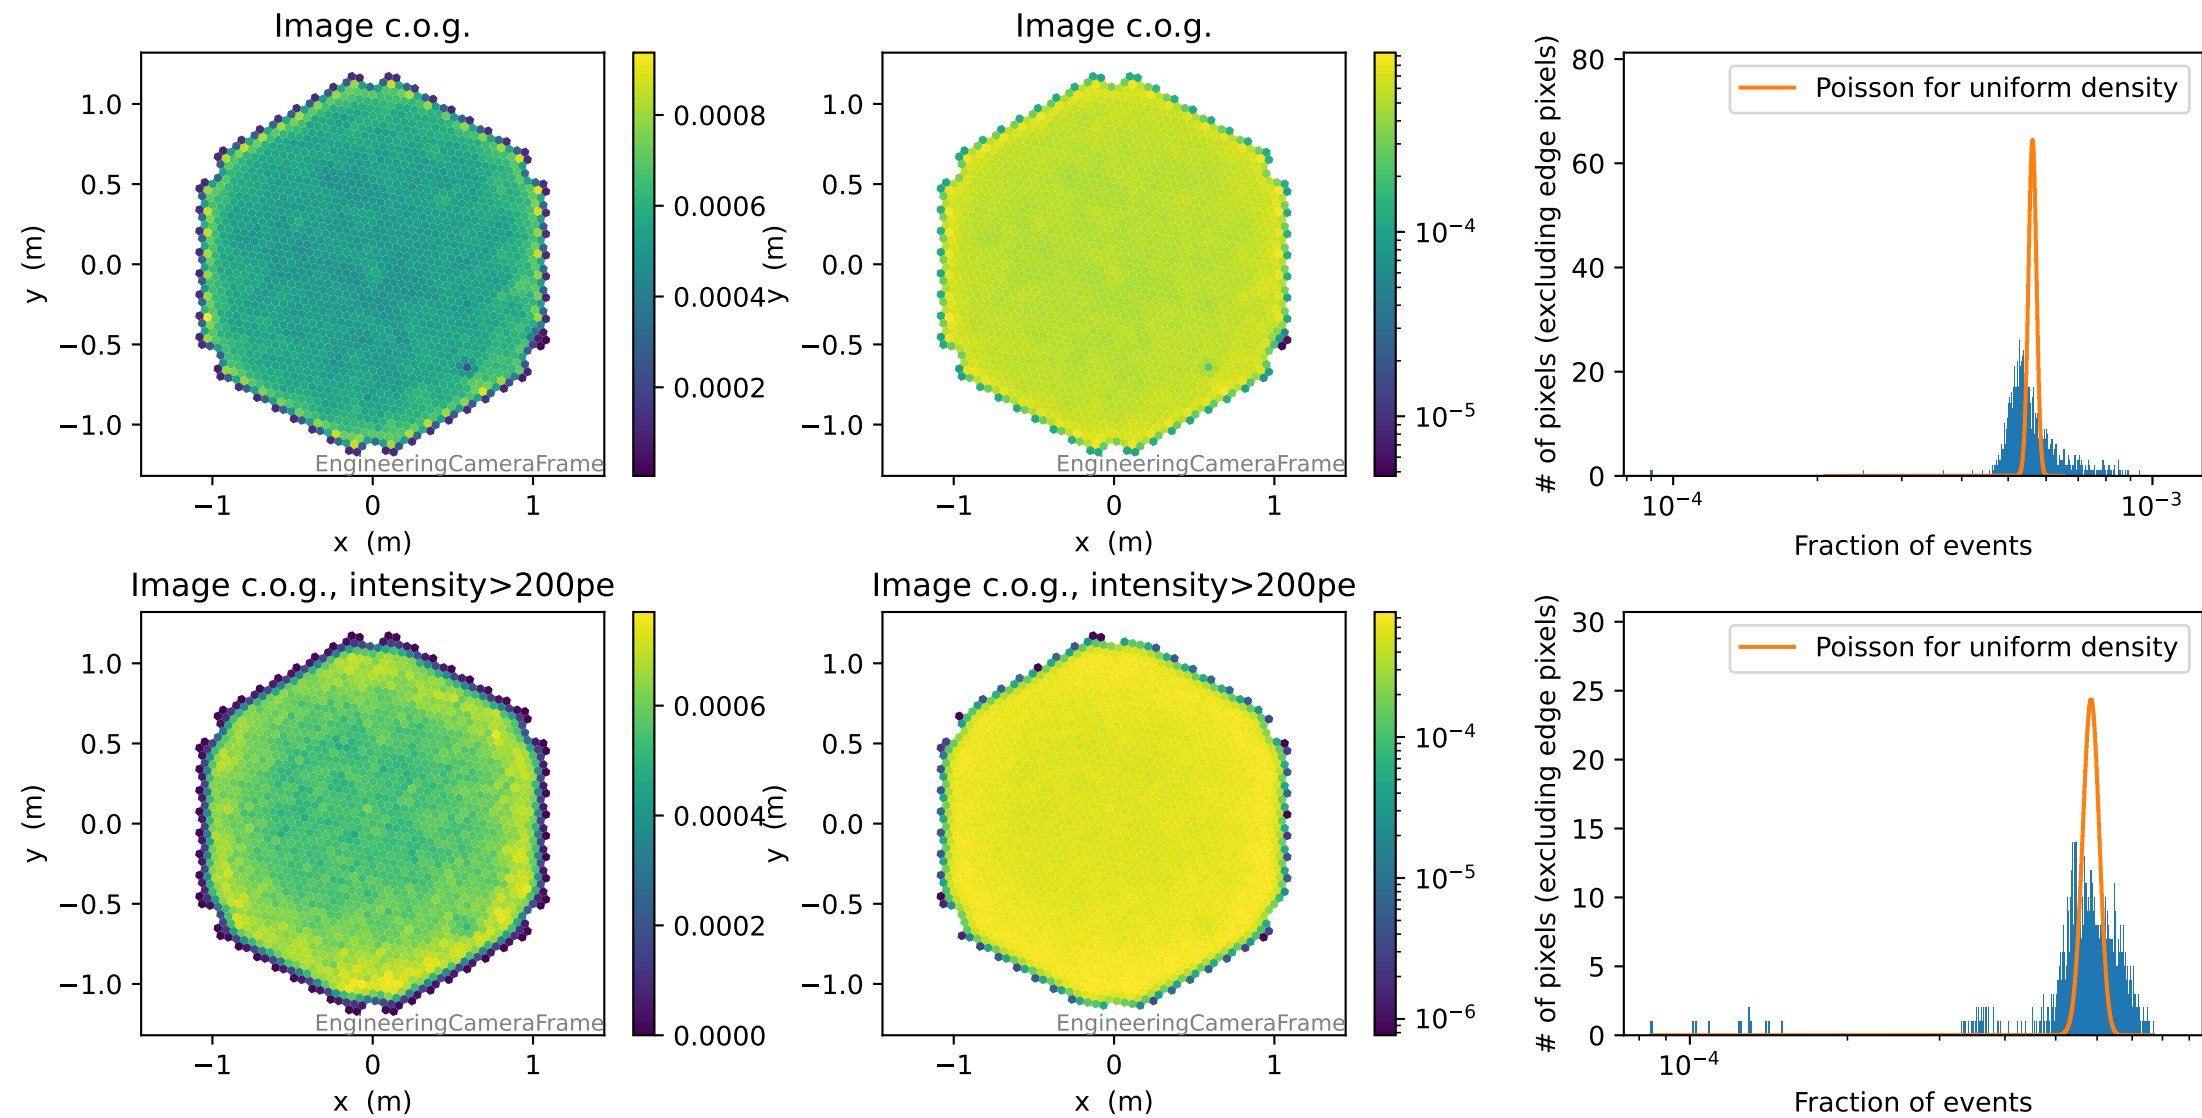 Image c.o.g.
1.0
0.5
0.0
−0.5
−1.0
y (m)
−1
0
1
x (m)
EngineeringCameraFrame
0.0008
0.0006
0.0004
0.0002
Image c.o.g.
1.0
0.5
0.0
−0.5
−1.0
y (m)
−1
0
1
x (m)
EngineeringCameraFrame
10⁻⁴
10⁻⁵
80
60
40
20
0
# of pixels (excluding edge pixels)
Poisson for uniform density
10⁻⁴
10⁻³
Fraction of events
Image c.o.g., intensity>200pe
1.0
0.5
0.0
−0.5
−1.0
y (m)
−1
0
1
x (m)
EngineeringCameraFrame
0.0006
0.0004
0.0002
0.0000
Image c.o.g., intensity>200pe
1.0
0.5
0.0
−0.5
−1.0
y (m)
−1
0
1
x (m)
EngineeringCameraFrame
10⁻⁴
10⁻⁵
10⁻⁶
30
25
20
15
10
5
0
# of pixels (excluding edge pixels)
Poisson for uniform density
10⁻⁴
Fraction of events